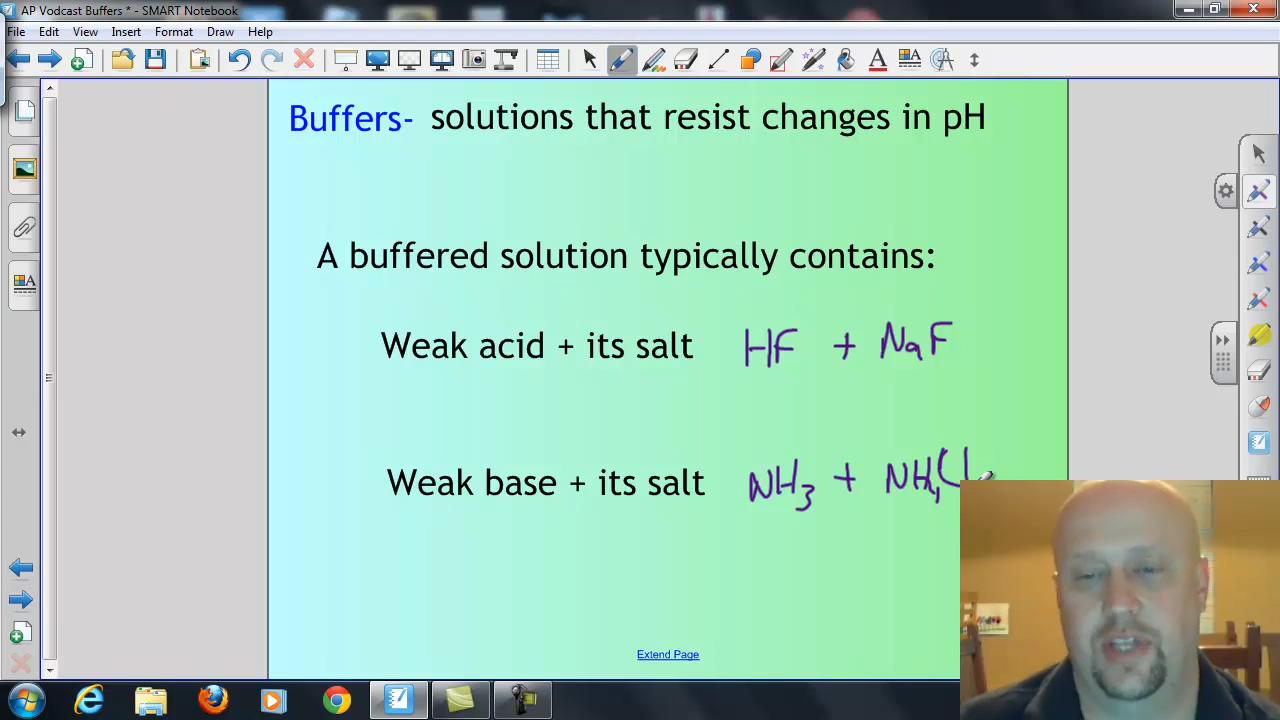 AP Vodcast Buffers * - SMART Notebook
File Edit View Insert Format Draw Help
Buffers- solutions that resist changes in pH
A buffered solution typically contains:
Weak acid + its salt HF + NaF
Weak base + its salt NH3 + NH4Cl
Extend Page